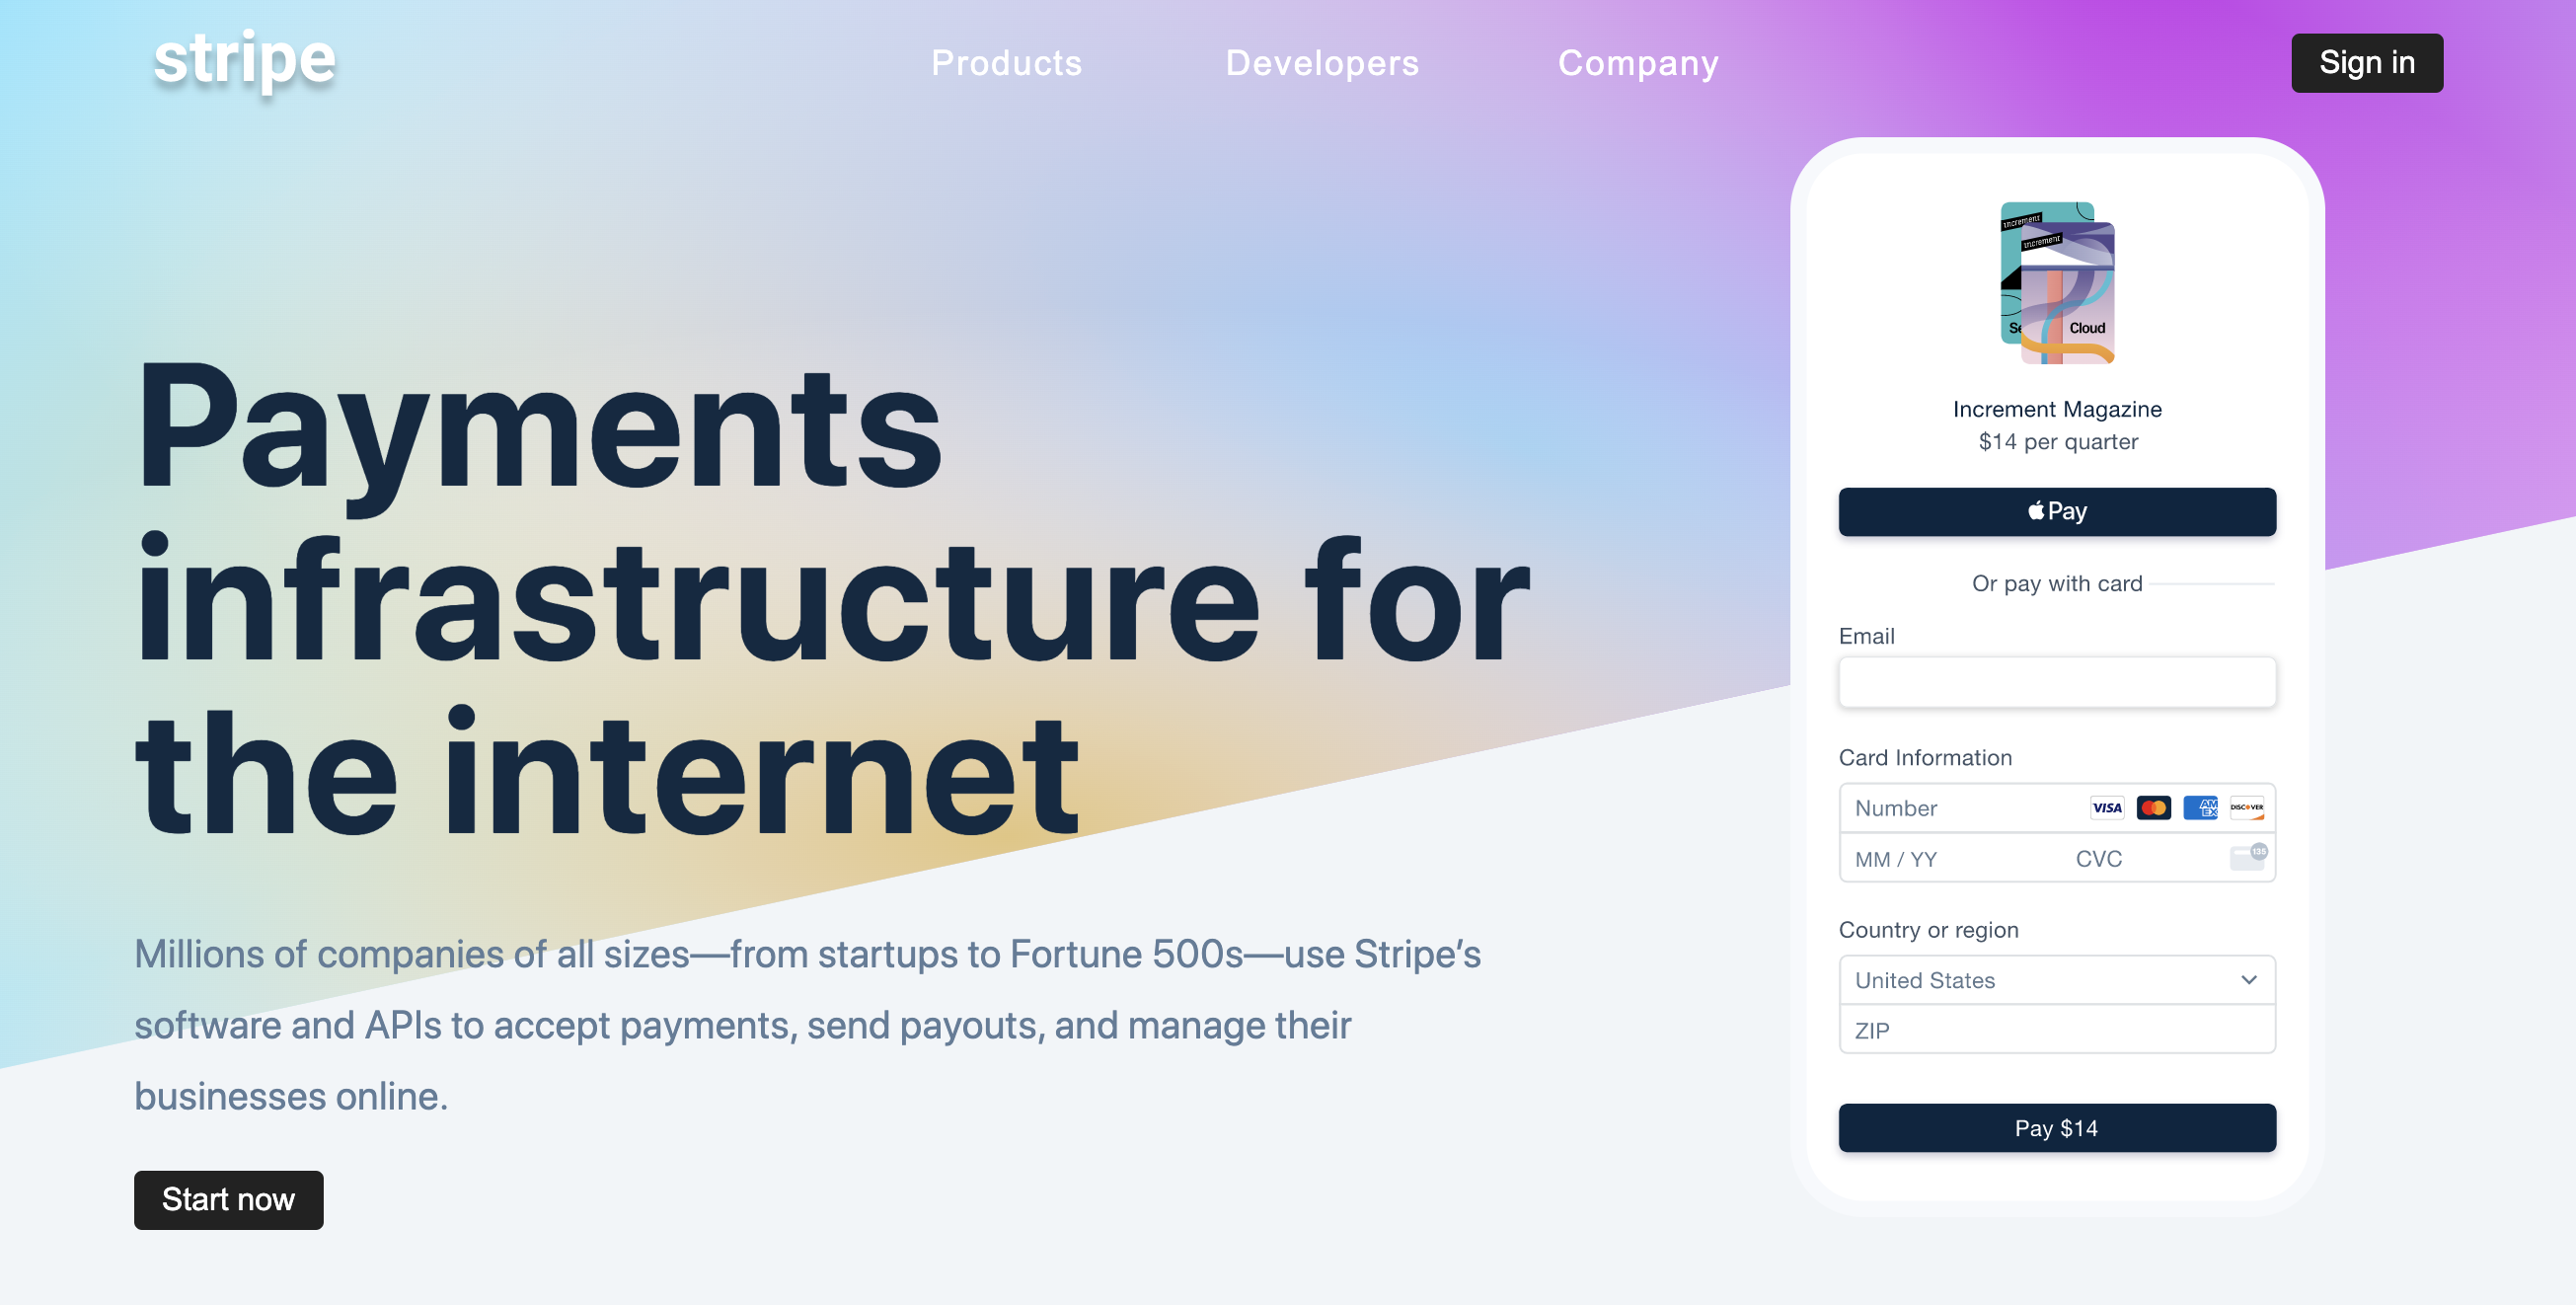 stripe
Products
Developers
Company
Sign in
Payments
infrastructure for
the internet
Millions of companies of all sizes—from startups to Fortune 500s—use Stripe’s
software and APIs to accept payments, send payouts, and manage their
businesses online.
Start now
increment
increment
Cloud
Increment Magazine
$14 per quarter
Pay
Or pay with card
Email
Card Information
Number
VISA
AM
EX
DISCOVER
MM / YY
CVC
135
Country or region
United States
ZIP
Pay $14